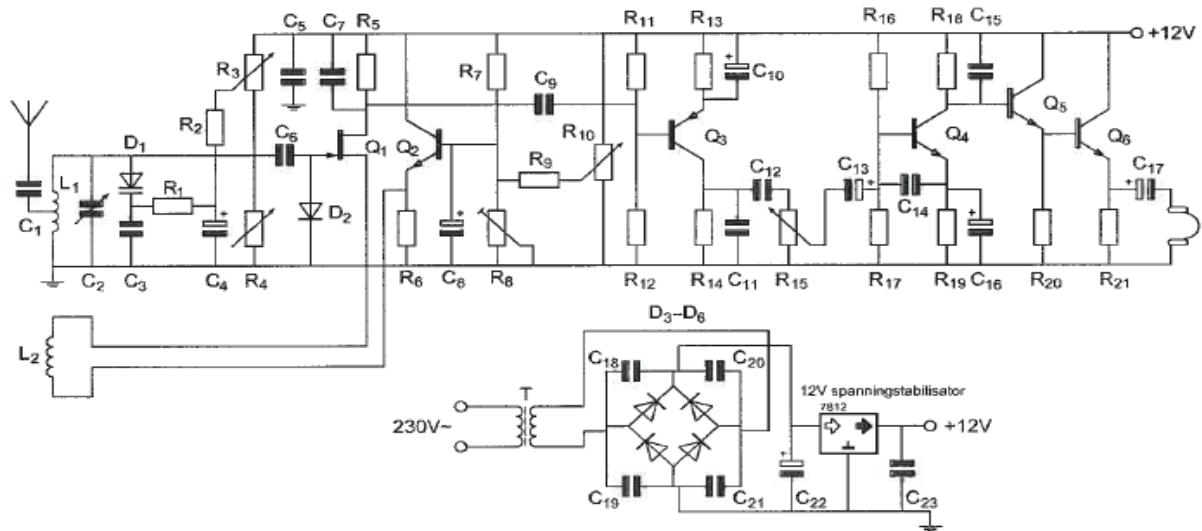 C5 C7 R5 R11 R13 R16 R18 C15
+12V
R3 R7 C9 C10
R2 R10 Q5
D1 C6 Q1 Q2 Q3 Q4 Q6
L1 R1 R9 C12 C13 C17
D2 C14
C1
C2 C3 C4 R4 R6 C8 R8 R12 R14 C11 R15 R17 R19 C16 R20 R21
D3–D6
L2
C18 C20
T 12V spanningstabilisator
7812
230V~ +12V
C19 C21 C22 C23